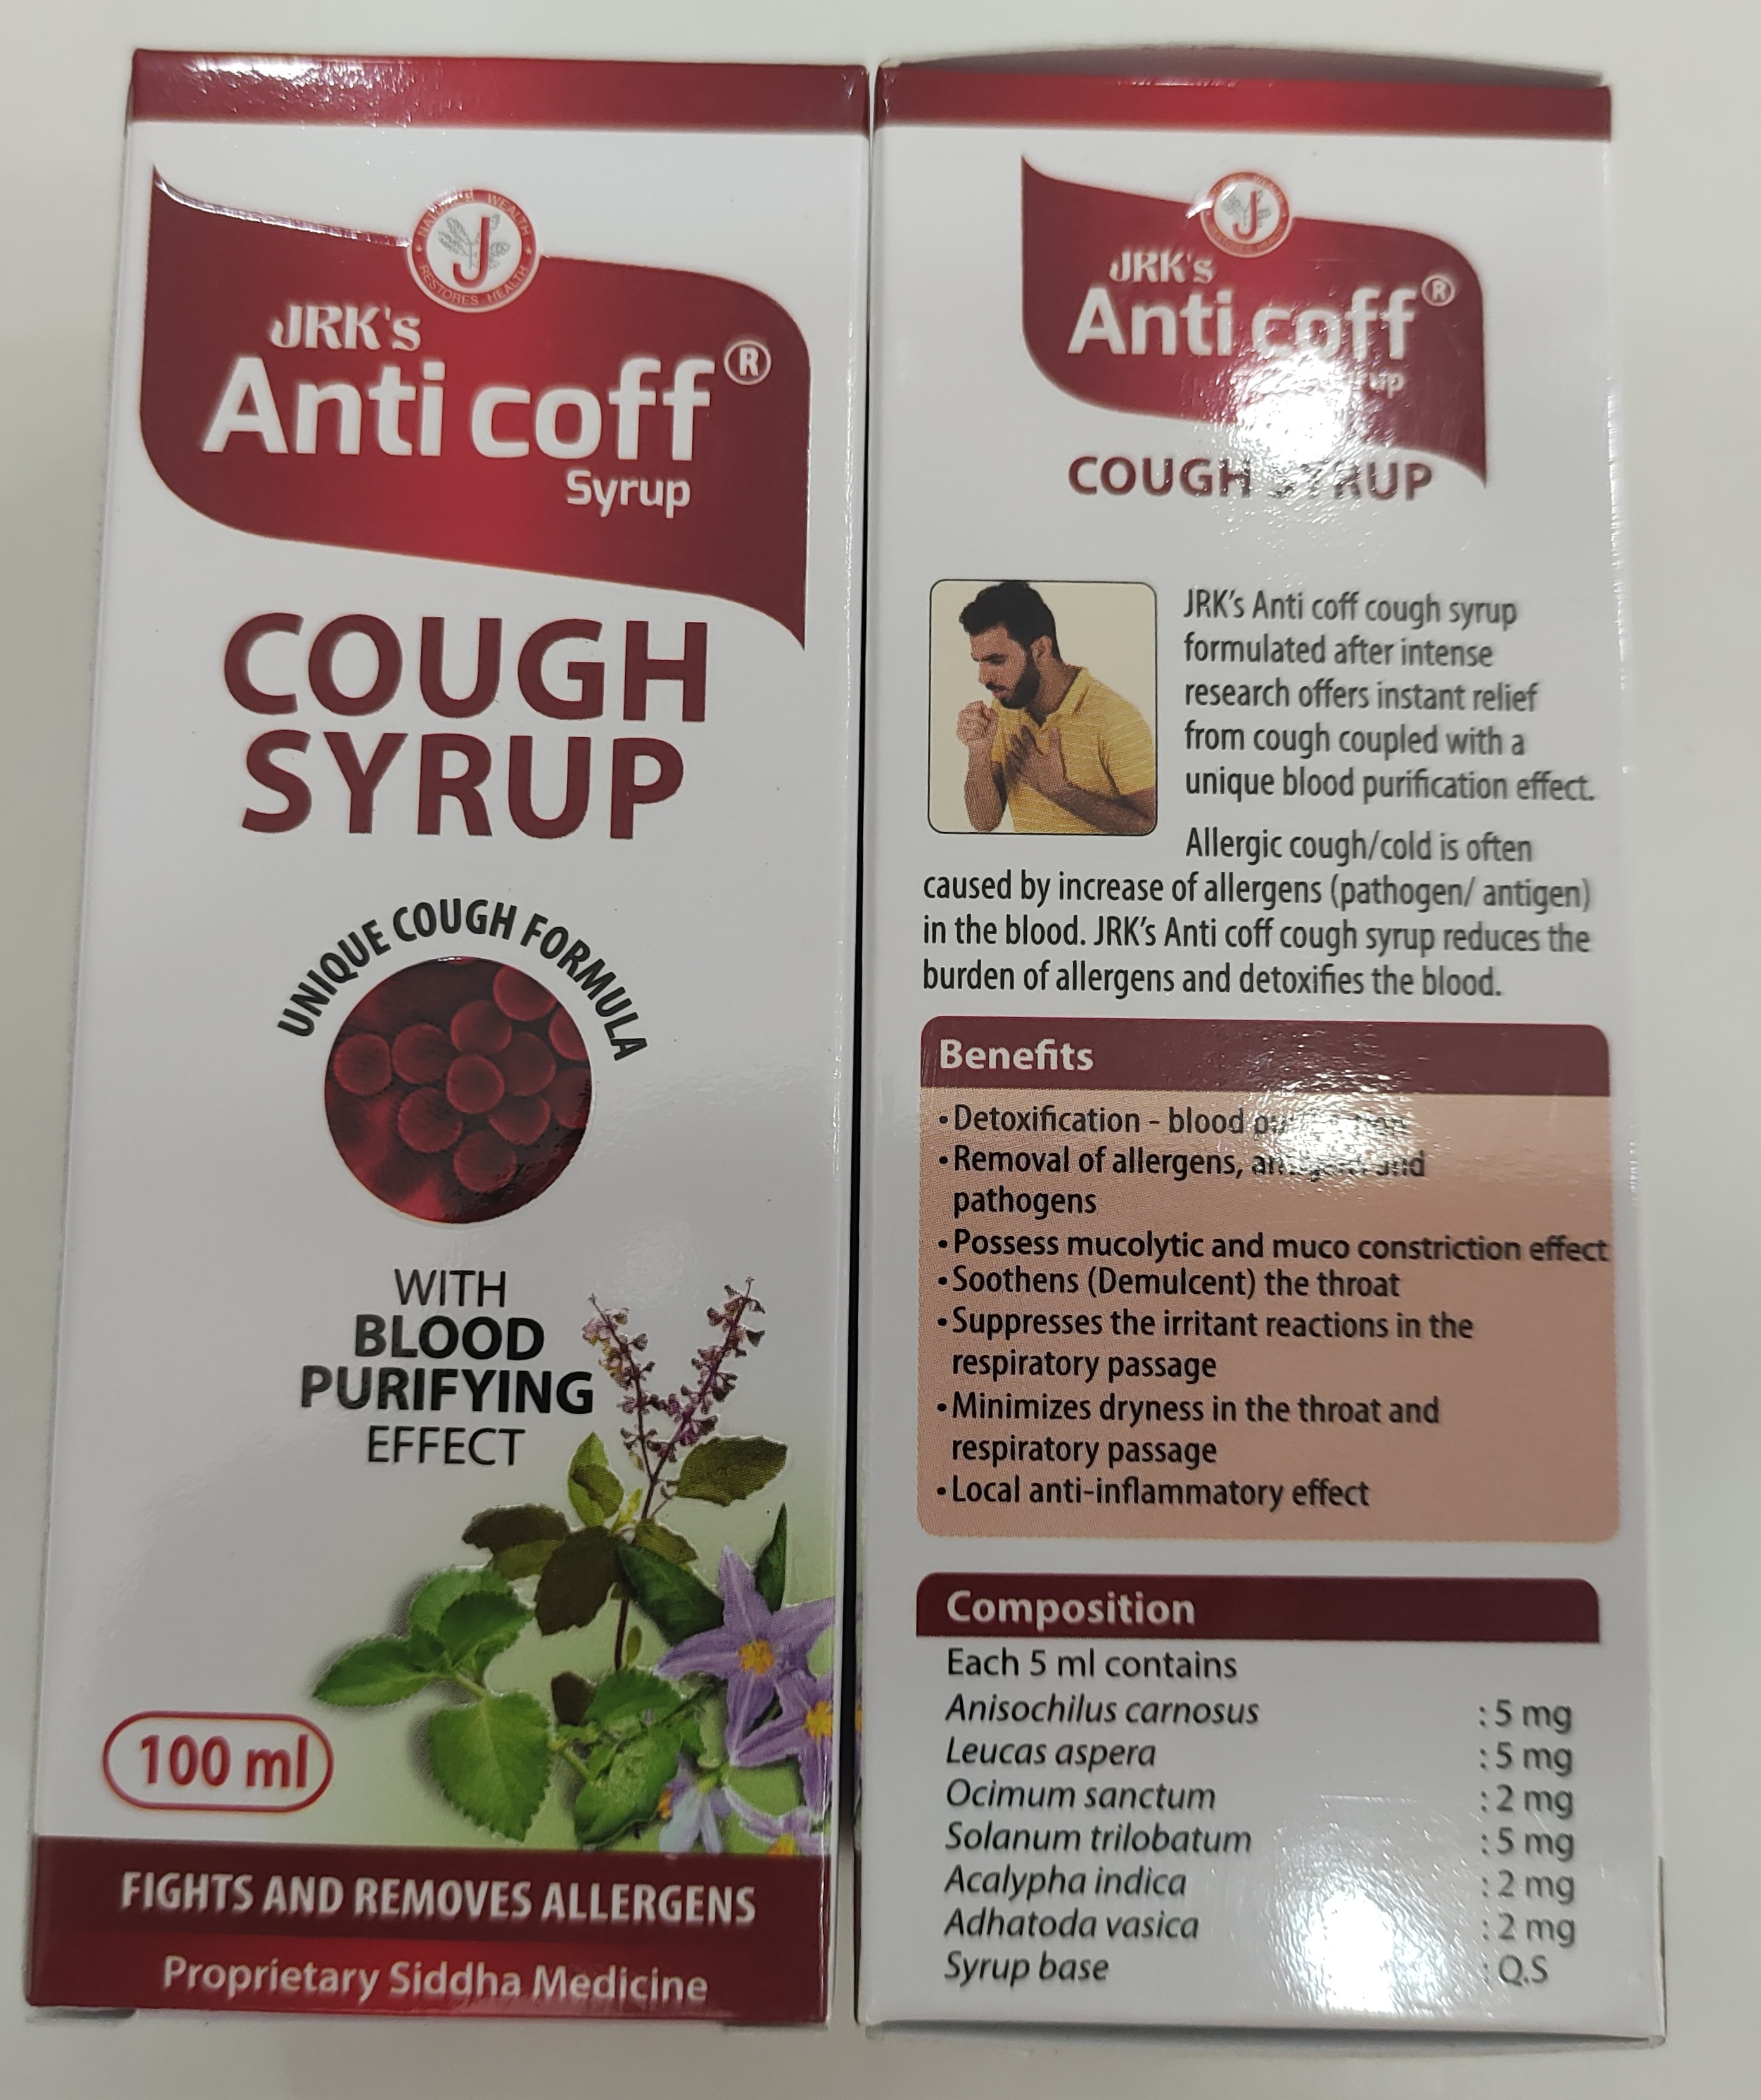 NATURE'S WEALTH
RESTORES HEALTH
J
JRK's
Anti coff®
Syrup
COUGH
SYRUP
UNIQUE COUGH FORMULA
WITH
BLOOD
PURIFYING
EFFECT
100 ml
FIGHTS AND REMOVES ALLERGENS
Proprietary Siddha Medicine
J
JRK's
Anti coff®
COUGH SYRUP
JRK's Anti coff cough syrup
formulated after intense
research offers instant relief
from cough coupled with a
unique blood purification effect.
Allergic cough/cold is often
caused by increase of allergens (pathogen/ antigen)
in the blood. JRK's Anti coff cough syrup reduces the
burden of allergens and detoxifies the blood.
Benefits
• Detoxification - blood
• Removal of allergens, and
pathogens
• Possess mucolytic and muco constriction effect
• Soothens (Demulcent) the throat
• Suppresses the irritant reactions in the
respiratory passage
• Minimizes dryness in the throat and
respiratory passage
• Local anti-inflammatory effect
Composition
Each 5 ml contains
Anisochilus carnosus : 5 mg
Leucas aspera : 5 mg
Ocimum sanctum : 2 mg
Solanum trilobatum : 5 mg
Acalypha indica : 2 mg
Adhatoda vasica : 2 mg
Syrup base : Q.S